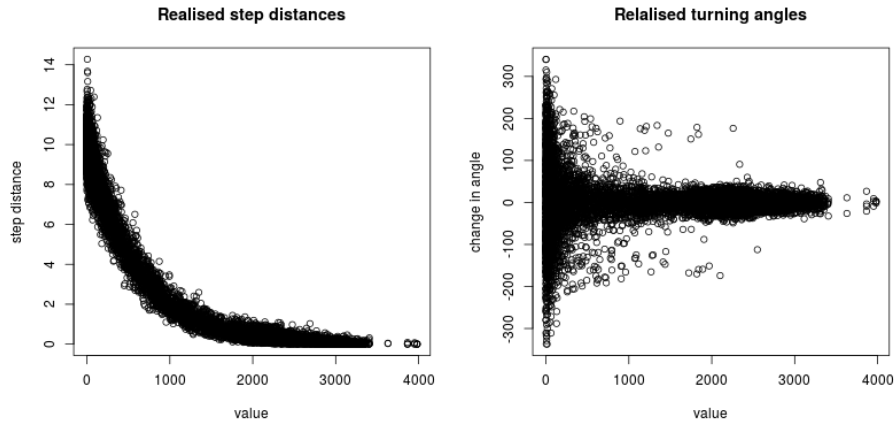 Realised step distances
step distance
14
12
10
8
6
4
2
0
0 1000 2000 3000 4000
value
Relalised turning angles
change in angle
300
200
100
0
-100
-200
-300
0 1000 2000 3000 4000
value